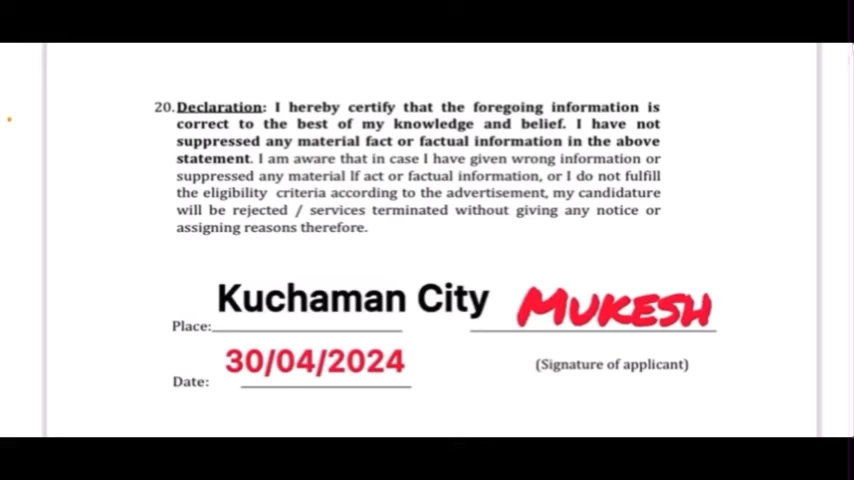 20. Declaration: I hereby certify that the foregoing information is
correct to the best of my knowledge and belief. I have not
suppressed any material fact or factual information in the above
statement. I am aware that in case I have given wrong information or
suppressed any material If act or factual information, or I do not fulfill
the eligibility criteria according to the advertisement, my candidature
will be rejected / services terminated without giving any notice or
assigning reasons therefore.
Kuchaman City MUKESH
Place:
30/04/2024
(Signature of applicant)
Date: